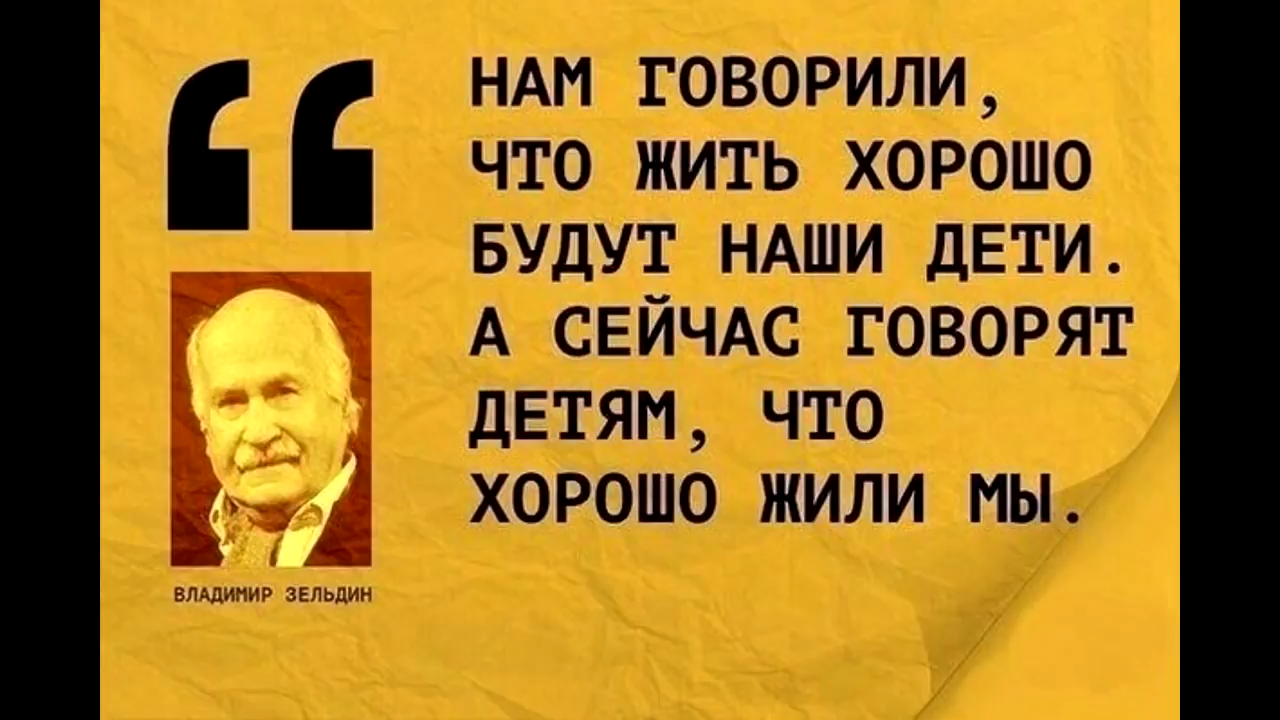 НАМ ГОВОРИЛИ,
ЧТО ЖИТЬ ХОРОШО
БУДУТ НАШИ ДЕТИ.
А СЕЙЧАС ГОВОРЯТ
ДЕТЯМ, ЧТО
ХОРОШО ЖИЛИ МЫ.
ВЛАДИМИР ЗЕЛЬДИН